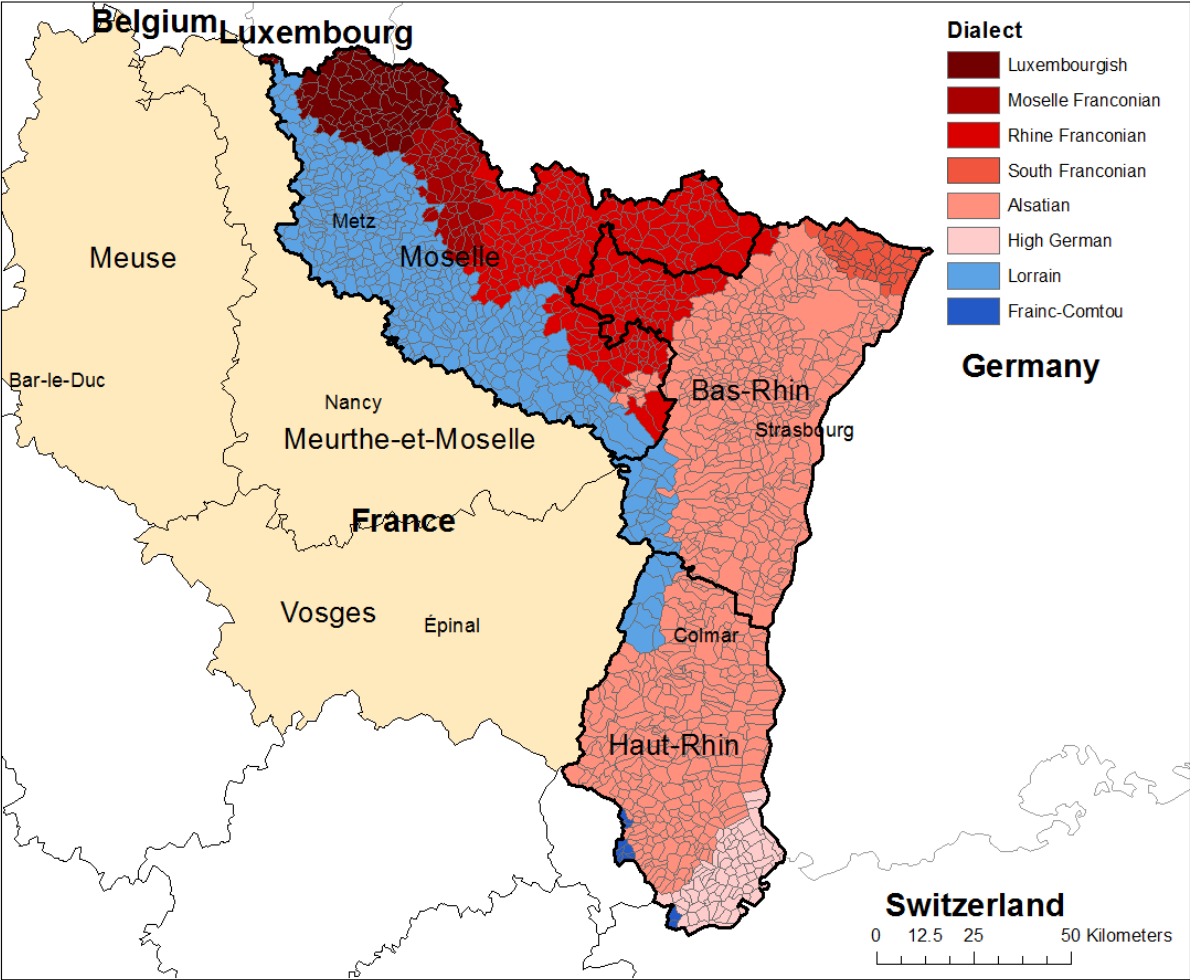 Belgium
Luxembourg
Dialect
Luxembourgish
Moselle Franconian
Rhine Franconian
South Franconian
Alsatian
High German
Lorrain
Frainc-Comtou
Metz
Meuse
Moselle
Germany
Bar-le-Duc
Nancy
Bas-Rhin
Meurthe-et-Moselle
Strasbourg
France
Vosges
Épinal
Colmar
Haut-Rhin
Switzerland
0 12.5 25 50 Kilometers